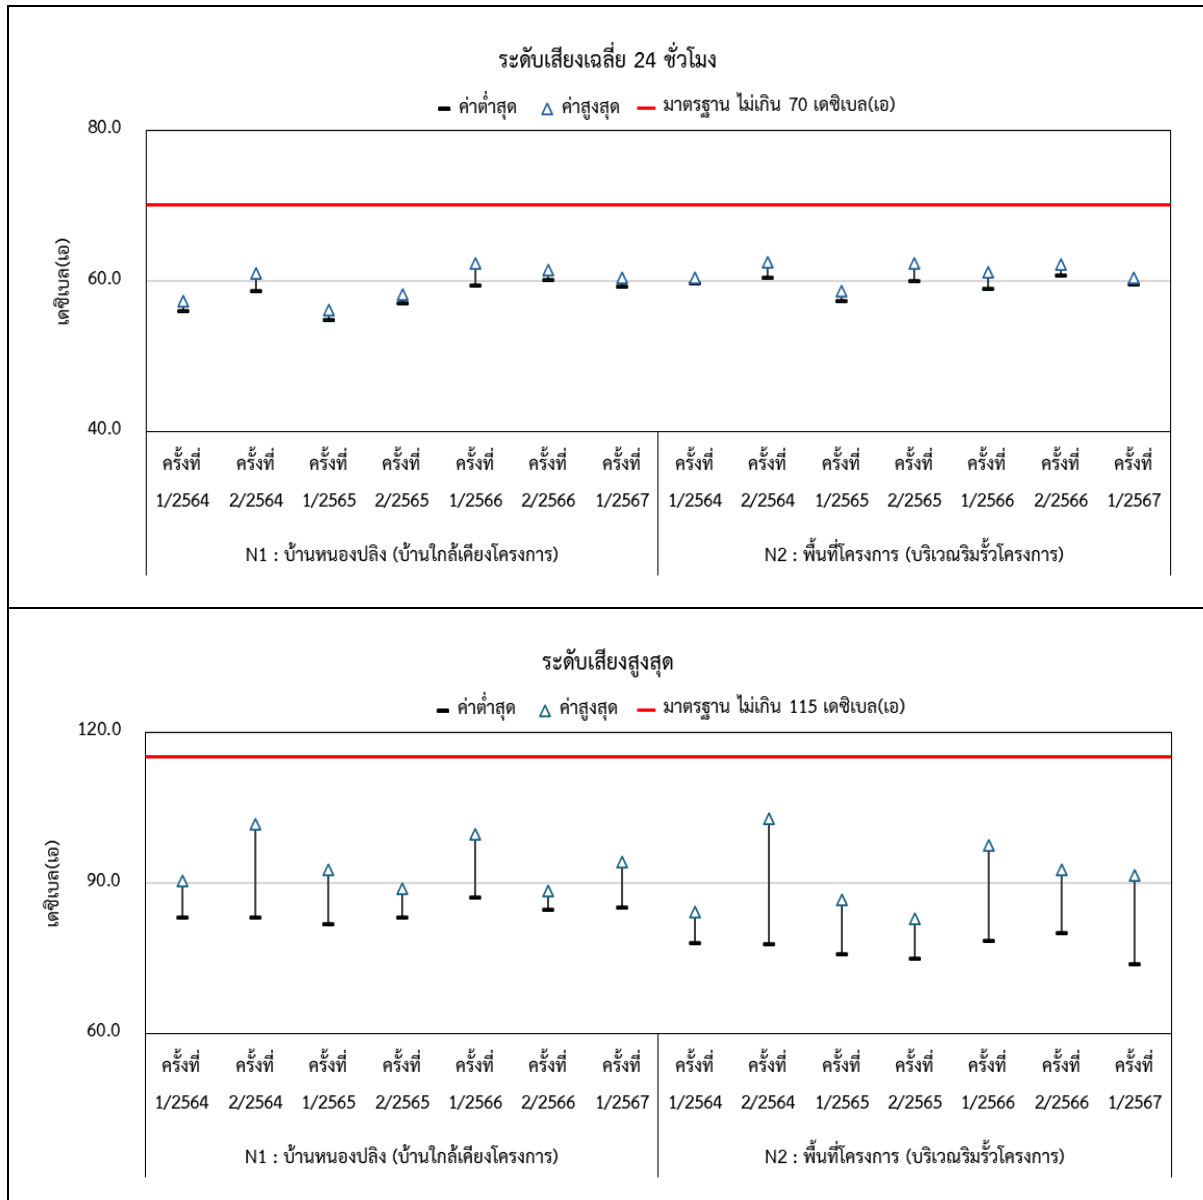 ระดับเสียงเฉลี่ย 24 ชั่วโมง
ค่าต่ำสุด ค่าสูงสุด มาตรฐาน ไม่เกิน 70 เดซิเบล(เอ)
80.0
60.0
40.0
เดซิเบล(เอ)
ครั้งที่ ครั้งที่ ครั้งที่ ครั้งที่ ครั้งที่ ครั้งที่ ครั้งที่ ครั้งที่ ครั้งที่ ครั้งที่ ครั้งที่ ครั้งที่ ครั้งที่ ครั้งที่
1/2564 2/2564 1/2565 2/2565 1/2566 2/2566 1/2567 1/2564 2/2564 1/2565 2/2565 1/2566 2/2566 1/2567
N1 : บ้านหนองปลิง (บ้านใกล้เคียงโครงการ) N2 : พื้นที่โครงการ (บริเวณริมรั้วโครงการ)
ระดับเสียงสูงสุด
ค่าต่ำสุด ค่าสูงสุด มาตรฐาน ไม่เกิน 115 เดซิเบล(เอ)
120.0
90.0
60.0
เดซิเบล(เอ)
ครั้งที่ ครั้งที่ ครั้งที่ ครั้งที่ ครั้งที่ ครั้งที่ ครั้งที่ ครั้งที่ ครั้งที่ ครั้งที่ ครั้งที่ ครั้งที่ ครั้งที่ ครั้งที่
1/2564 2/2564 1/2565 2/2565 1/2566 2/2566 1/2567 1/2564 2/2564 1/2565 2/2565 1/2566 2/2566 1/2567
N1 : บ้านหนองปลิง (บ้านใกล้เคียงโครงการ) N2 : พื้นที่โครงการ (บริเวณริมรั้วโครงการ)